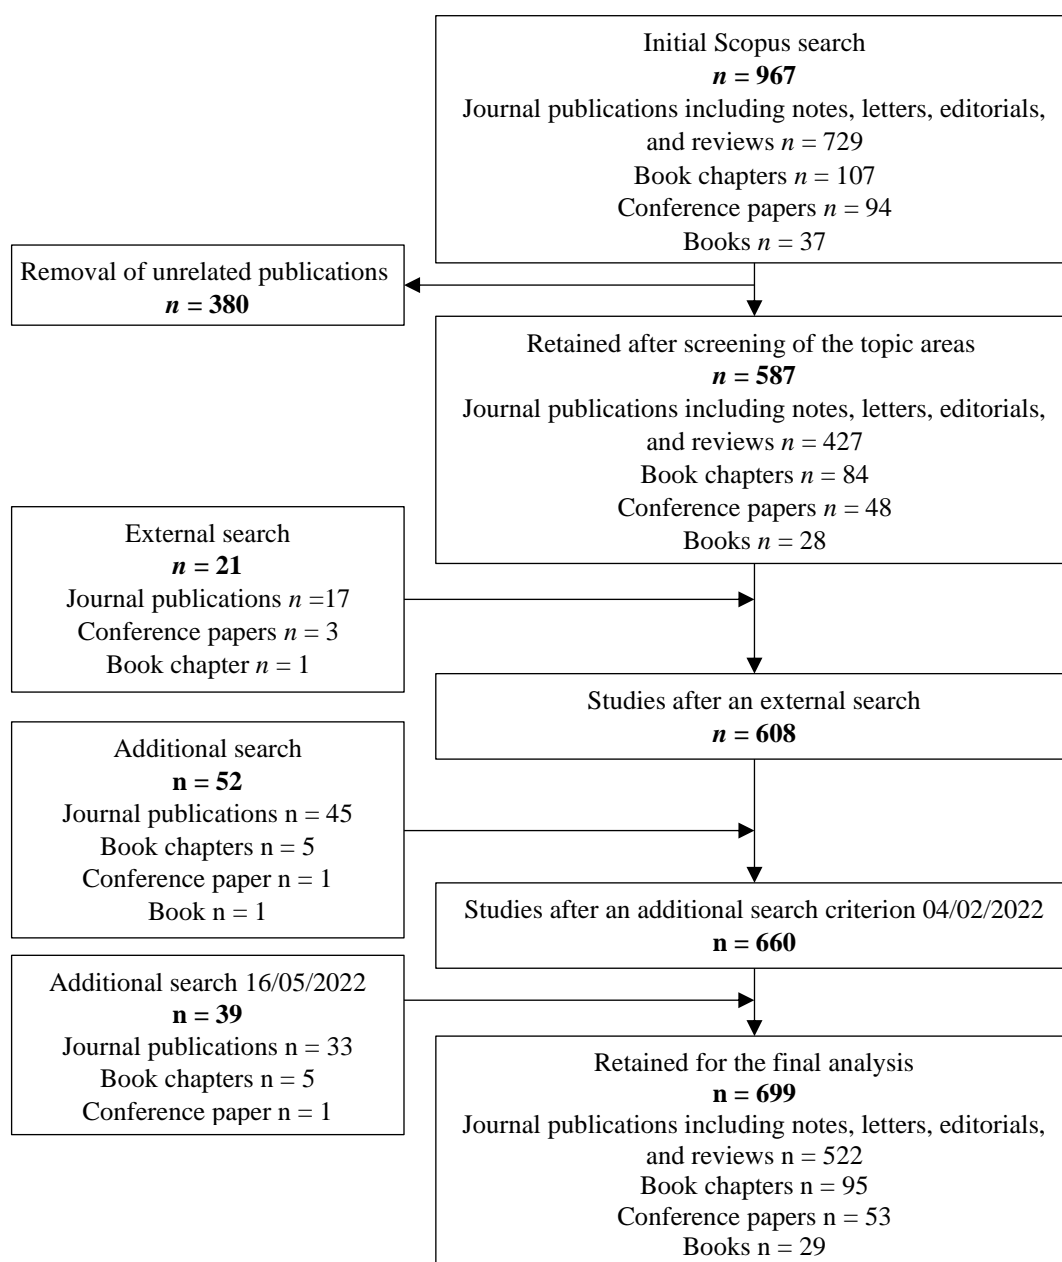 Initial Scopus search
n = 967
Journal publications including notes, letters, editorials,
and reviews n = 729
Book chapters n = 107
Conference papers n = 94
Books n = 37
Removal of unrelated publications
n = 380
Retained after screening of the topic areas
n = 587
Journal publications including notes, letters, editorials,
and reviews n = 427
Book chapters n = 84
Conference papers n = 48
Books n = 28
External search
n = 21
Journal publications n =17
Conference papers n = 3
Book chapter n = 1
Studies after an external search
n = 608
Additional search
n = 52
Journal publications n = 45
Book chapters n = 5
Conference paper n = 1
Book n = 1
Studies after an additional search criterion 04/02/2022
n = 660
Additional search 16/05/2022
n = 39
Journal publications n = 33
Book chapters n = 5
Conference paper n = 1
Retained for the final analysis
n = 699
Journal publications including notes, letters, editorials,
and reviews n = 522
Book chapters n = 95
Conference papers n = 53
Books n = 29